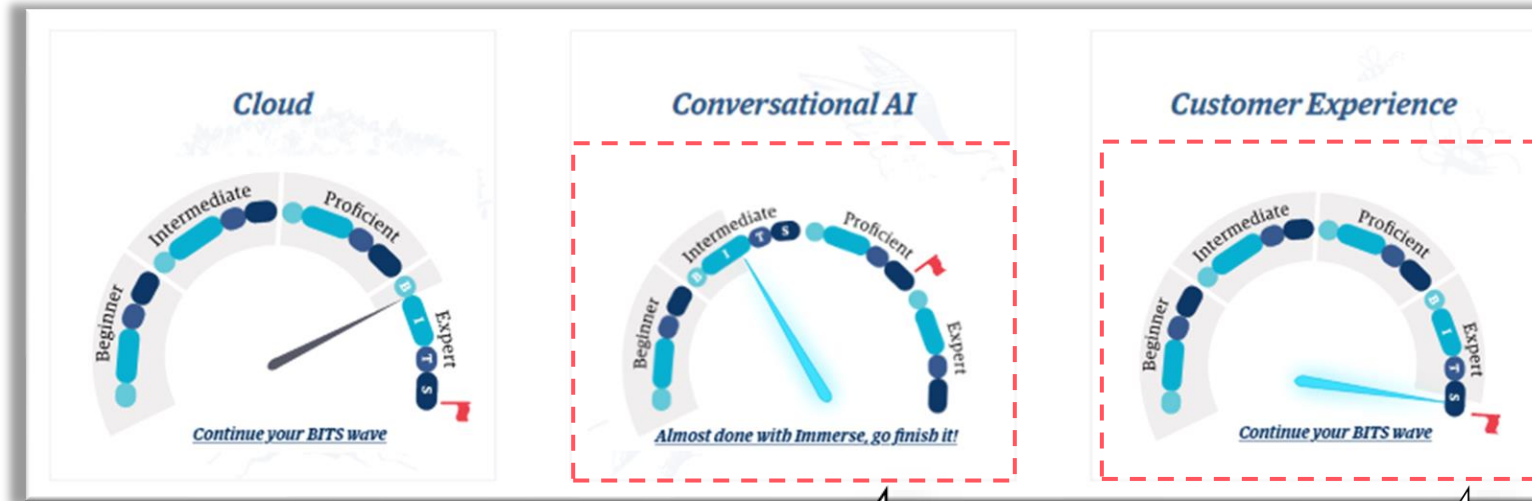 Cloud
Beginner
Intermediate
Proficient
Expert
B
I
T
S
Continue your BITS wave
Conversational AI
Beginner
Intermediate
Proficient
Expert
B
I
T
S
Almost done with Immerse, go finish it!
Customer Experience
Beginner
Intermediate
Proficient
Expert
B
I
T
S
Continue your BITS wave